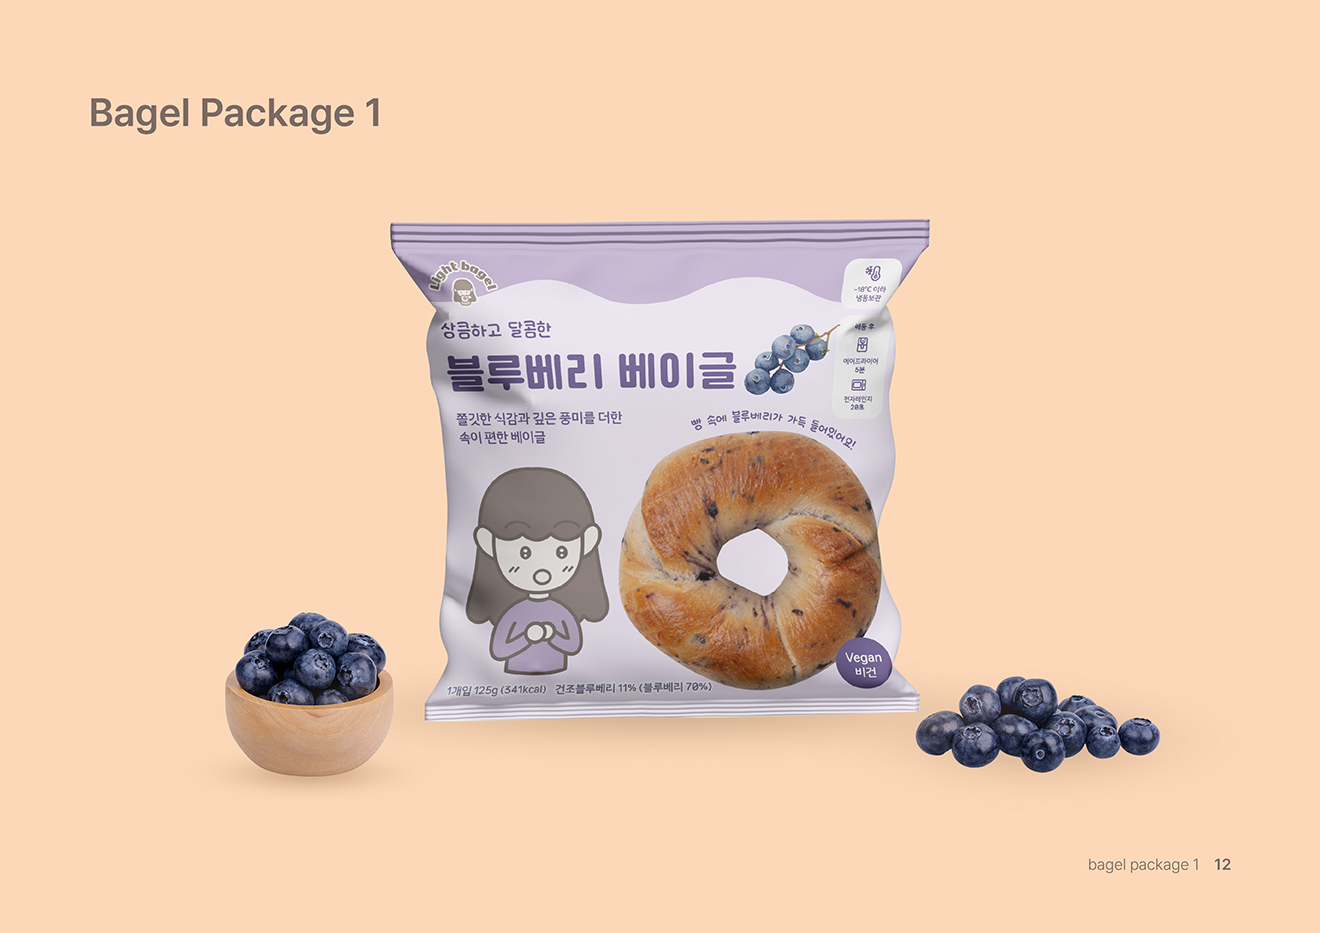 Bagel Package 1
Light bagel
-18℃ 이하
냉동보관
상큼하고 달콤한
블루베리 베이글
해동 후
에어프라이어
5분
전자레인지
20초
쫄깃한 식감과 깊은 풍미를 더한
속이 편한 베이글
빵 속에 블루베리가 가득 들어있어요!
Vegan
비건
1개입 125g (341kcal) 건조블루베리 11% (블루베리 70%)
bagel package 1 12